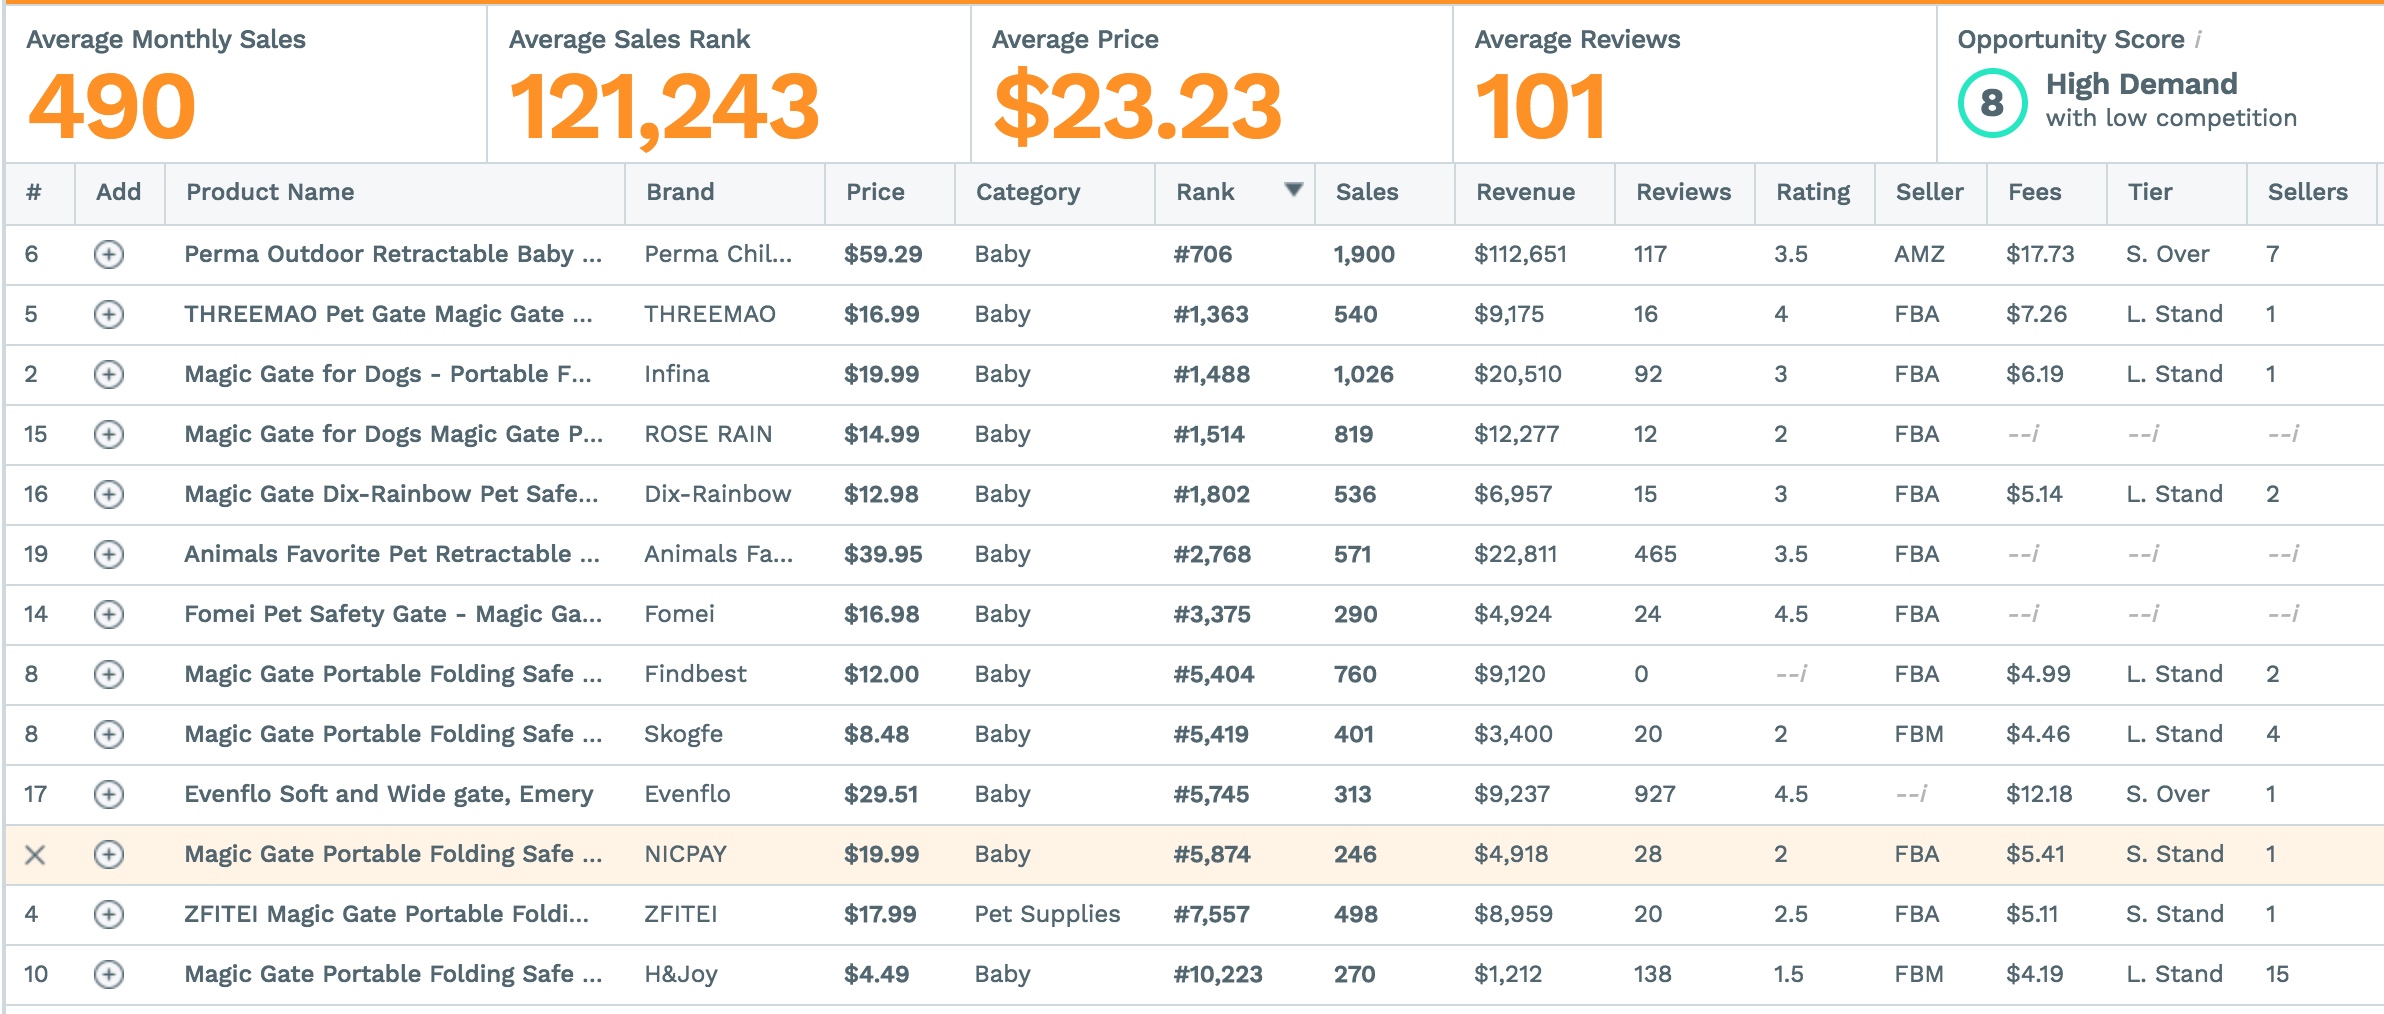 Average Monthly Sales Average Sales Rank Average Price Average Reviews Opportunity Score i
490 121,243 $23.23 101 8 High Demand
with low competition
# Add Product Name Brand Price Category Rank ▼ Sales Revenue Reviews Rating Seller Fees Tier Sellers
6 Perma Outdoor Retractable Baby ... Perma Chil... $59.29 Baby #706 1,900 $112,651 117 3.5 AMZ $17.73 S. Over 7
5 THREEMAO Pet Gate Magic Gate ... THREEMAO $16.99 Baby #1,363 540 $9,175 16 4 FBA $7.26 L. Stand 1
2 Magic Gate for Dogs - Portable F... Infina $19.99 Baby #1,488 1,026 $20,510 92 3 FBA $6.19 L. Stand 1
15 Magic Gate for Dogs Magic Gate P... ROSE RAIN $14.99 Baby #1,514 819 $12,277 12 2 FBA --i --i --i
16 Magic Gate Dix-Rainbow Pet Safe... Dix-Rainbow $12.98 Baby #1,802 536 $6,957 15 3 FBA $5.14 L. Stand 2
19 Animals Favorite Pet Retractable ... Animals Fa... $39.95 Baby #2,768 571 $22,811 465 3.5 FBA --i --i --i
14 Fomei Pet Safety Gate - Magic Ga... Fomei $16.98 Baby #3,375 290 $4,924 24 4.5 FBA --i --i --i
8 Magic Gate Portable Folding Safe ... Findbest $12.00 Baby #5,404 760 $9,120 0 --i FBA $4.99 L. Stand 2
8 Magic Gate Portable Folding Safe ... Skogfe $8.48 Baby #5,419 401 $3,400 20 2 FBM $4.46 L. Stand 4
17 Evenflo Soft and Wide gate, Emery Evenflo $29.51 Baby #5,745 313 $9,237 927 4.5 --i $12.18 S. Over 1
Magic Gate Portable Folding Safe ... NICPAY $19.99 Baby #5,874 246 $4,918 28 2 FBA $5.41 S. Stand 1
4 ZFITEI Magic Gate Portable Foldi... ZFITEI $17.99 Pet Supplies #7,557 498 $8,959 20 2.5 FBA $5.11 S. Stand 1
10 Magic Gate Portable Folding Safe ... H&Joy $4.49 Baby #10,223 270 $1,212 138 1.5 FBM $4.19 L. Stand 15